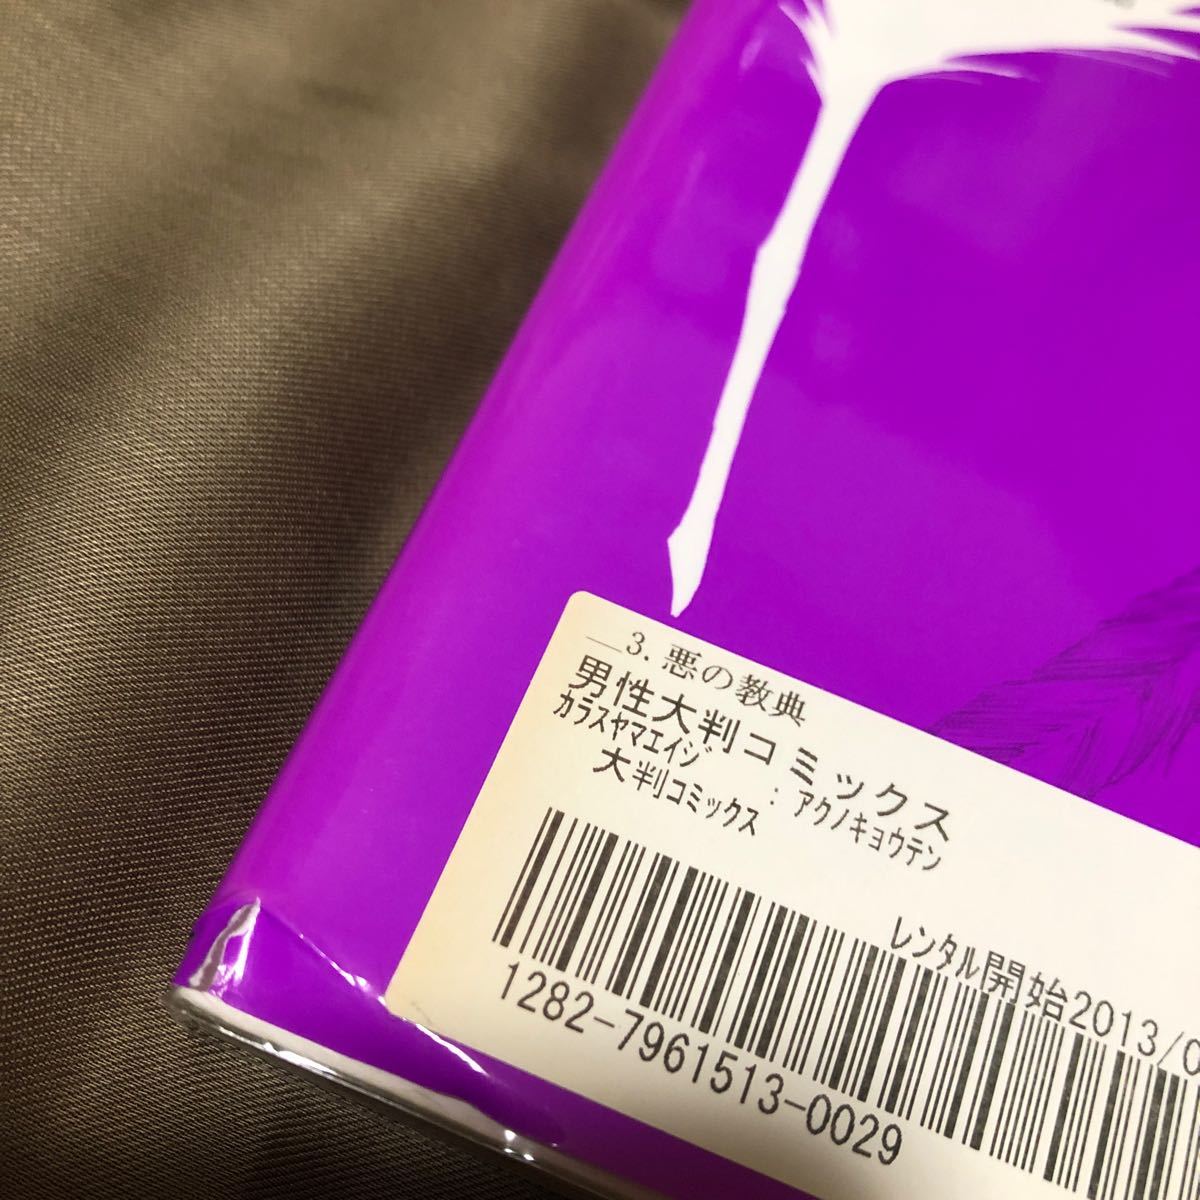 _3. 悪の教典
男性大判コミックス
カラスヤマエイジ : アクノキョウテン
大判コミックス
レンタル開始2013/0
1282-7961513-0029